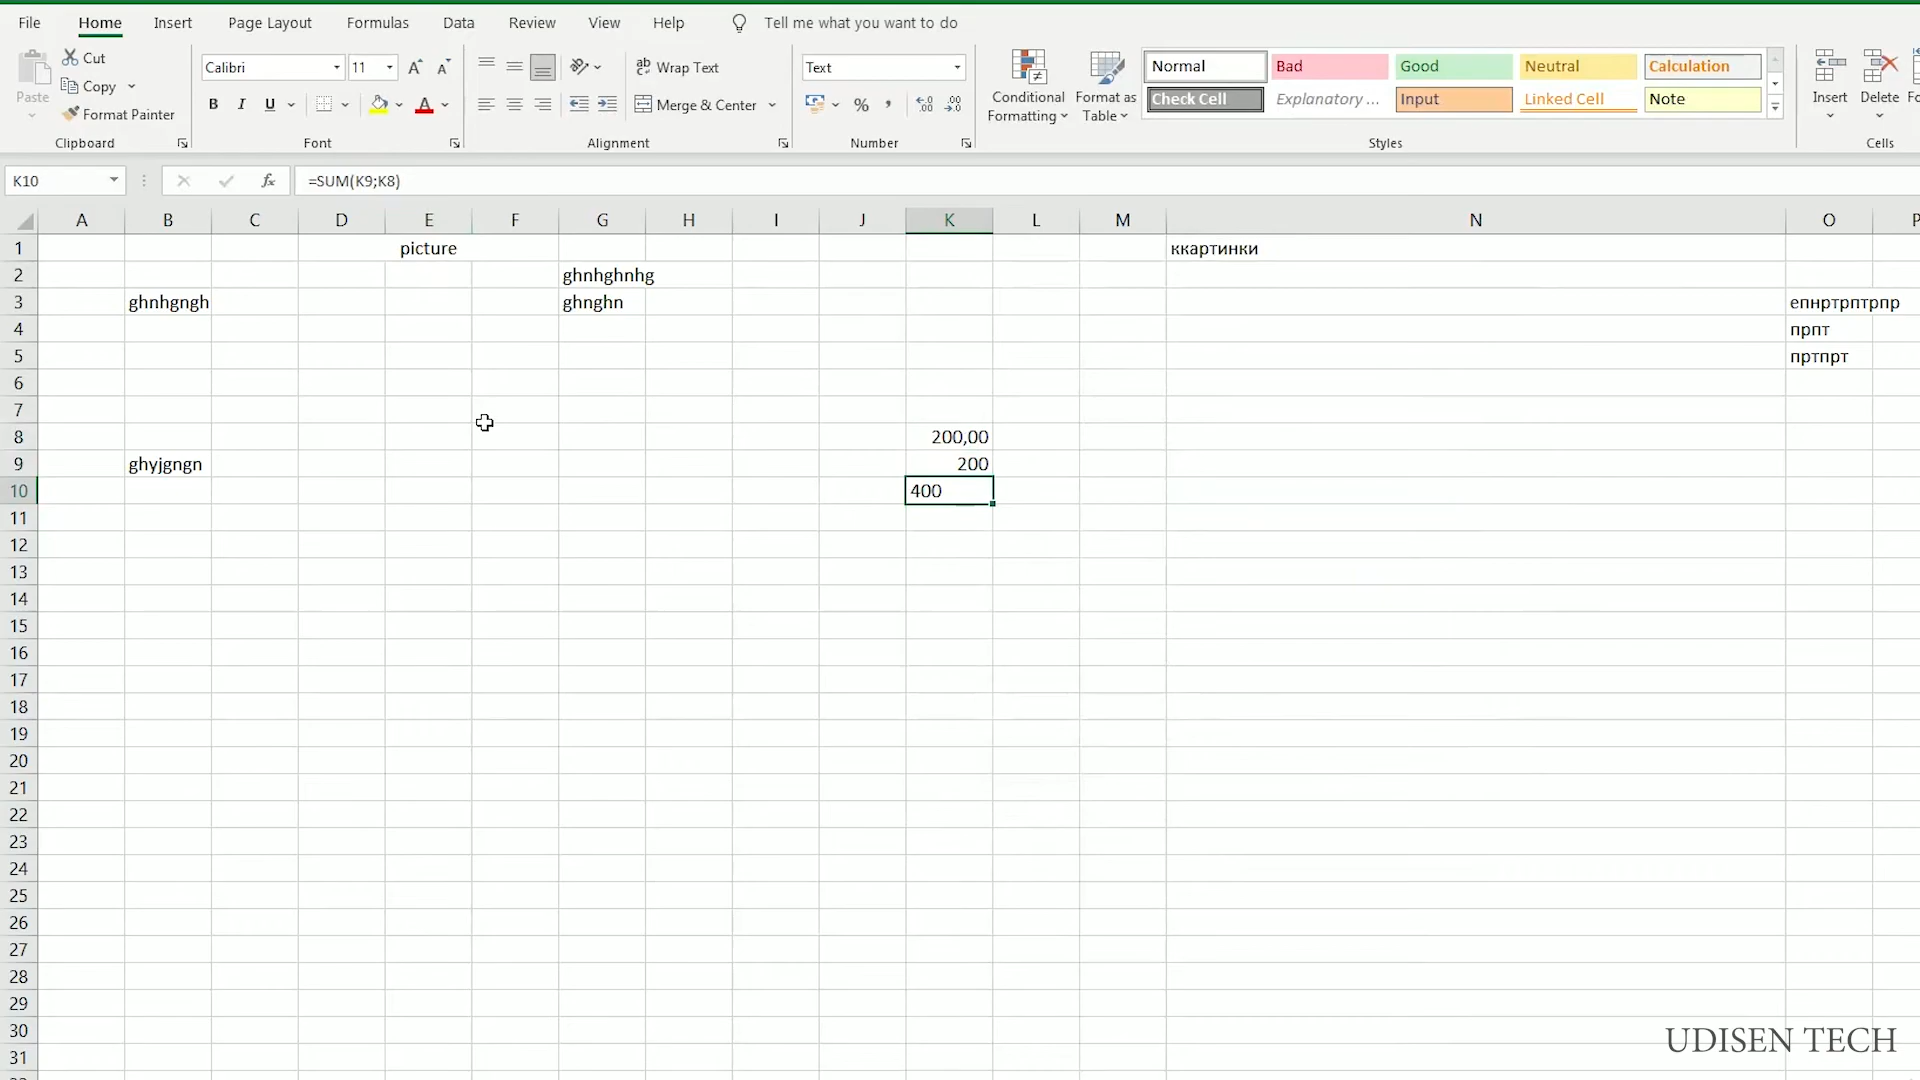 File Home Insert Page Layout Formulas Data Review View Help Tell me what you want to do
Paste
Cut
Copy
Format Painter
Clipboard
Calibri 11
B I U
Font
Wrap Text
Merge & Center
Alignment
Text
%
Number
Conditional Formatting
Format as Table
Normal Bad Good Neutral Calculation
Check Cell Explanatory ... Input Linked Cell Note
Styles
Insert Delete
Cells
K10 fx =SUM(K9;K8)
A B C D E F G H I J K L M N O P
1 picture ккартинки
2 ghnhghnhg
3 ghnhgngh ghnghn епнртрптрпр
4 прпт
5 пртпрт
6
7
8 200,00
9 ghyjgngn 200
10 400
11
12
13
14
15
16
17
18
19
20
21
22
23
24
25
26
27
28
29
30
31
UDISEN TECH